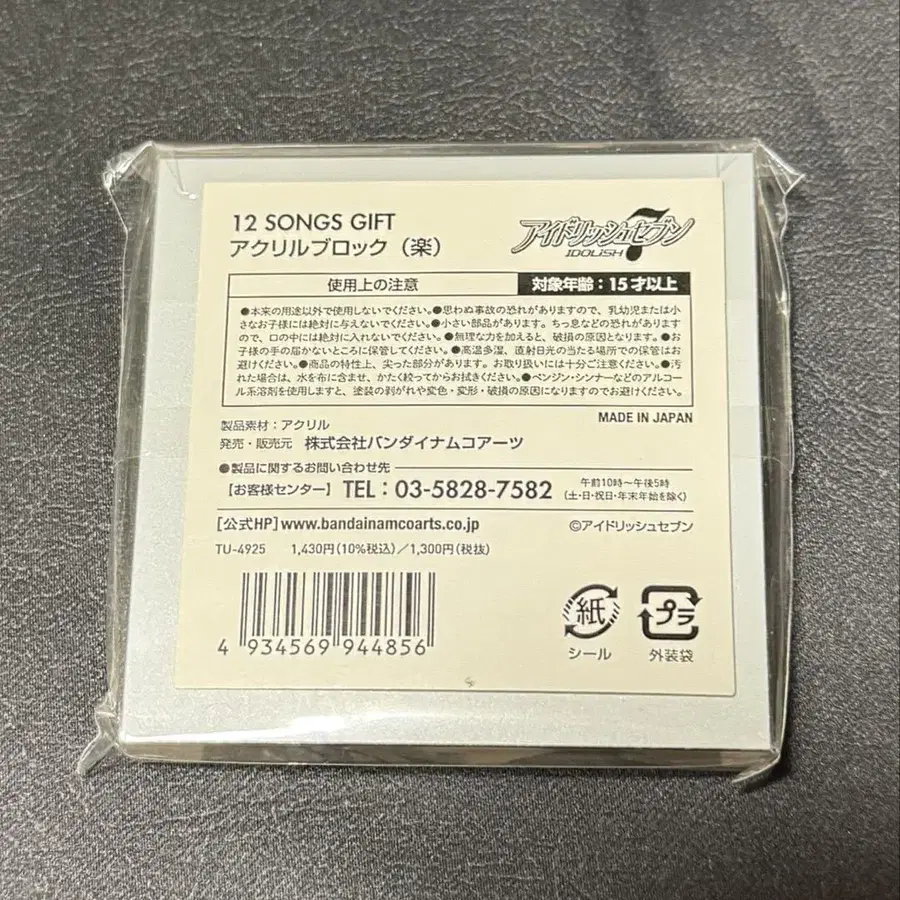 12 SONGS GIFT
アクリルブロック（楽）
アイドリッシュセブン
7
IDOLiSH
使用上の注意
対象年齢：15才以上
●本来の用途以外で使用しないでください。●思わぬ事故の恐れがありますので、乳幼児または小
さなお子様には絶対に与えないでください。●小さい部品があります。ちっ息などの恐れがあります
ので、口の中には絶対に入れないでください。●無理な力を加えると、破損の原因となります。●お
子様の手の届かないところに保管してください。●高温多湿、直射日光の当たる場所での保管はお
避けください。●商品の特性上、尖った部分があります。お取り扱いには十分ご注意ください。●汚
れた場合は、水を布に含ませ、かたく絞ってからお拭きください。●ベンジン・シンナーなどのアルコー
ル系溶剤を使用しますと、塗装の剥がれや変色・変形・破損の原因になりますのでお避けください。
MADE IN JAPAN
製品素材：アクリル
発売・販売元 株式会社バンダイナムコアーツ
●製品に関するお問い合わせ先
【お客様センター】 TEL：03-5828-7582
午前10時～午後5時
（土・日・祝日・年末年始を除く）
[公式HP] www.bandainamcoarts.co.jp
©アイドリッシュセブン
TU-4925 1,430円（10%税込）／1,300円（税抜）
4 934569 944856
紙
シール
プラ
外装袋